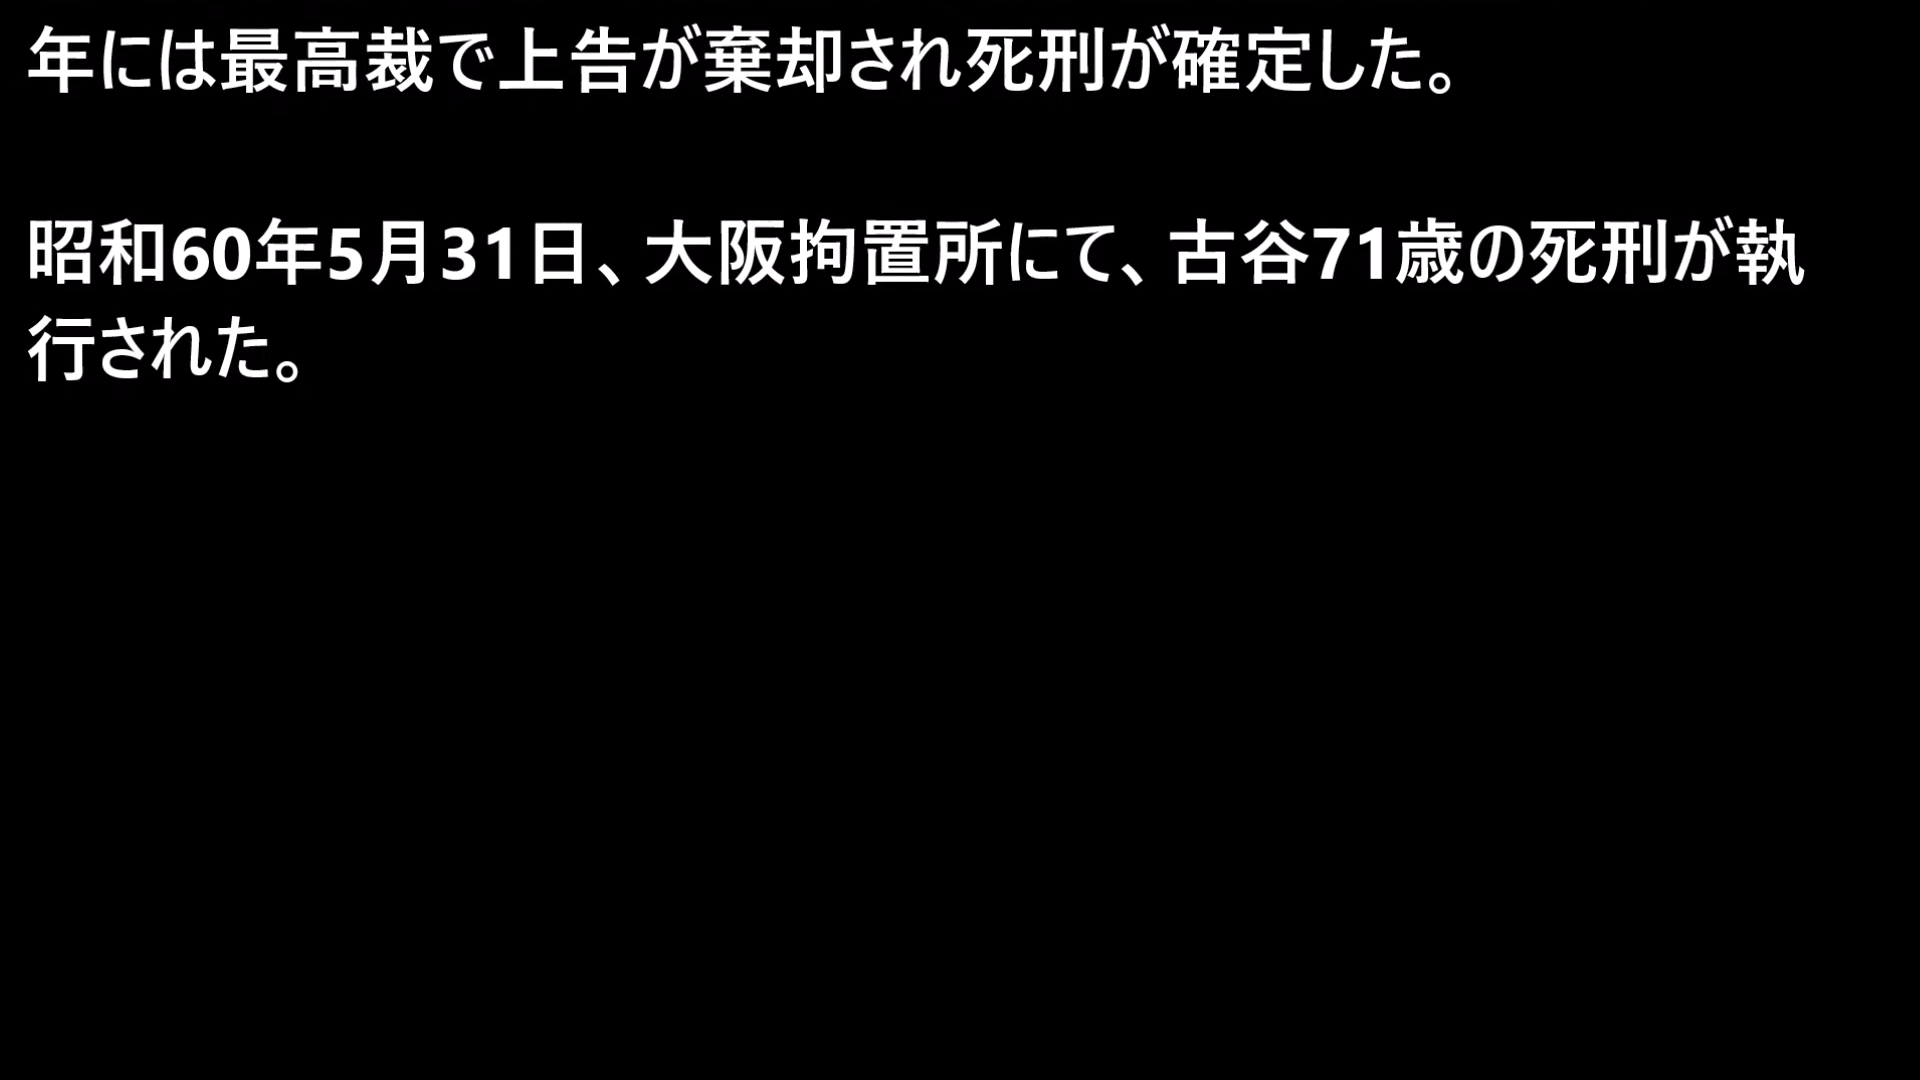 年には最高裁で上告が棄却され死刑が確定した。
昭和60年5月31日、大阪拘置所にて、古谷71歳の死刑が執
行された。